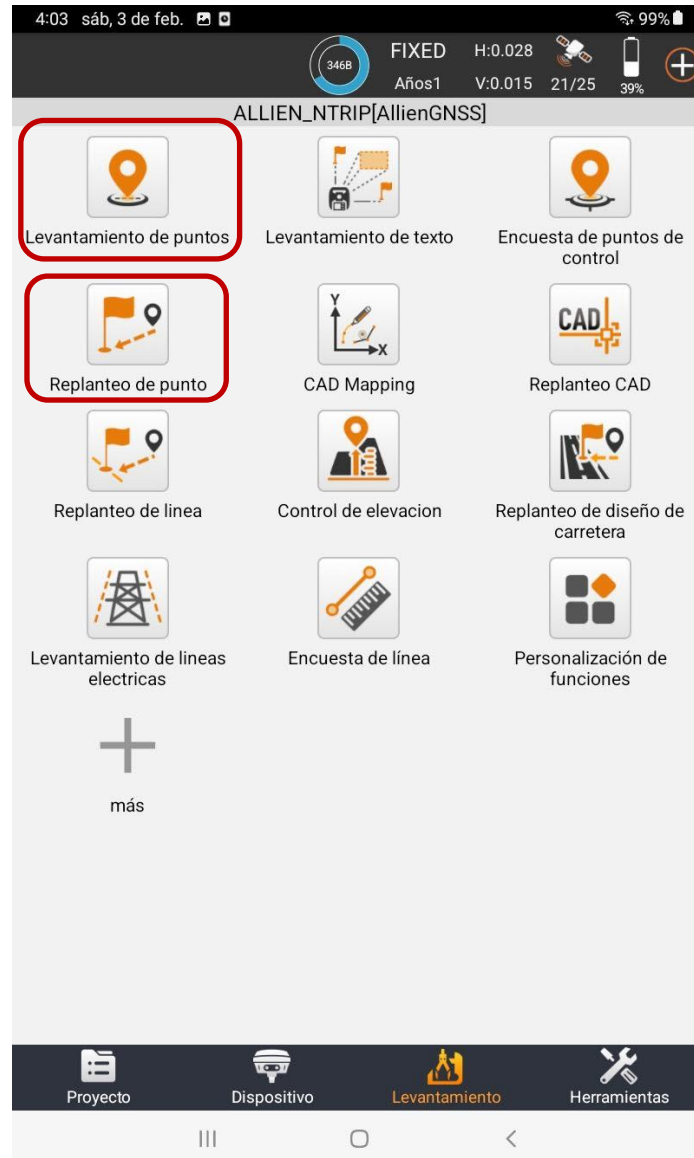 4:03 sáb, 3 de feb. 99%
346B FIXED H:0.028
Años1 V:0.015 21/25 39%
ALLIEN_NTRIP[AllienGNSS]
Levantamiento de puntos
Levantamiento de texto
Encuesta de puntos de
control
Replanteo de punto
Y
X
CAD Mapping
CAD
Replanteo CAD
Replanteo de linea
Control de elevacion
Replanteo de diseño de
carretera
Levantamiento de lineas
electricas
Encuesta de línea
Personalización de
funciones
más
Proyecto
Dispositivo
Levantamiento
Herramientas